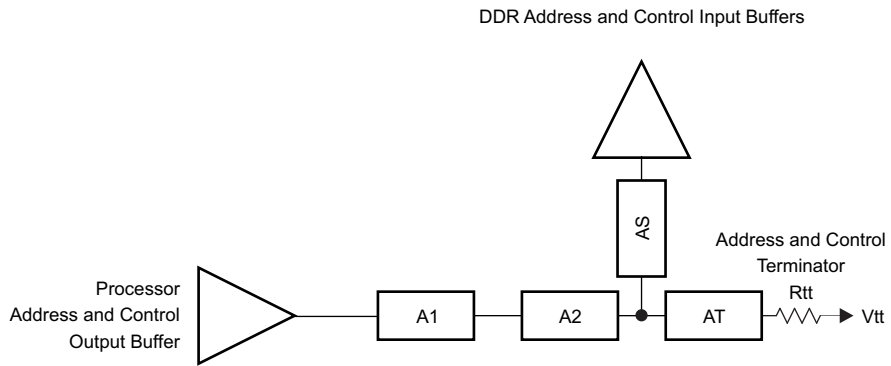 DDR Address and Control Input Buffers
AS
Address and Control
Terminator
Rtt
Processor
Address and Control
Output Buffer
A1
A2
AT
Vtt